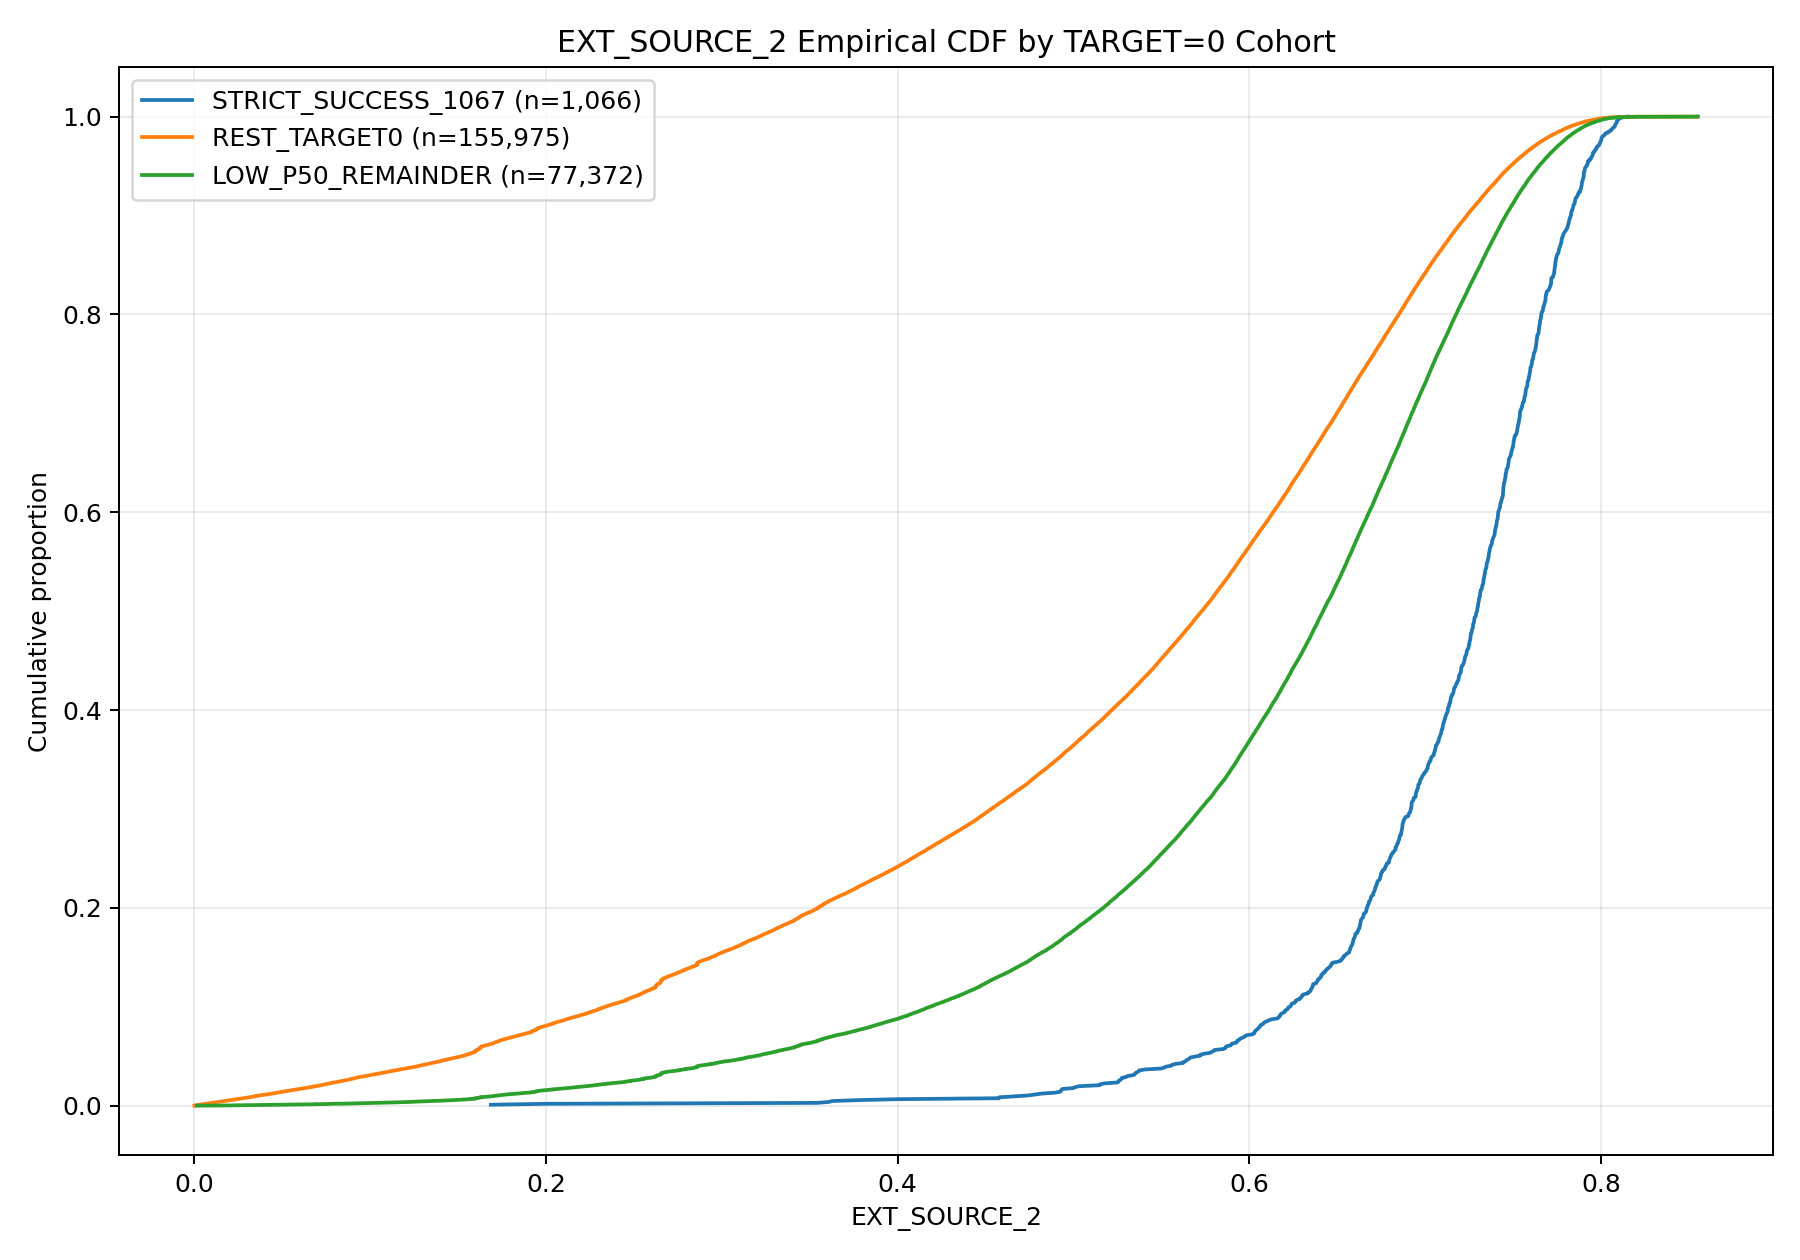 EXT_SOURCE_2 Empirical CDF by TARGET=0 Cohort
STRICT_SUCCESS_1067 (n=1,066)
REST_TARGET0 (n=155,975)
LOW_P50_REMAINDER (n=77,372)
Cumulative proportion
1.0
0.8
0.6
0.4
0.2
0.0
0.0 0.2 0.4 0.6 0.8
EXT_SOURCE_2